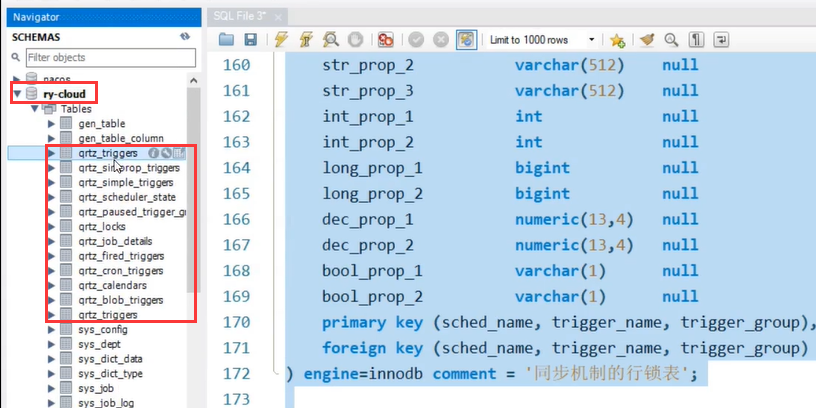 Navigator
SCHEMAS
Filter objects
nacos
ry-cloud
Tables
gen_table
gen_table_column
qrtz_triggers
qrtz_simprop_triggers
qrtz_simple_triggers
qrtz_scheduler_state
qrtz_paused_trigger_gr
qrtz_locks
qrtz_job_details
qrtz_fired_triggers
qrtz_cron_triggers
qrtz_calendars
qrtz_blob_triggers
qrtz_triggers
sys_config
sys_dept
sys_dict_data
sys_dict_type
sys_job
sys_job_log
SQL File 3*
Limit to 1000 rows
160 str_prop_2 varchar(512) null
161 str_prop_3 varchar(512) null
162 int_prop_1 int null
163 int_prop_2 int null
164 long_prop_1 bigint null
165 long_prop_2 bigint null
166 dec_prop_1 numeric(13,4) null
167 dec_prop_2 numeric(13,4) null
168 bool_prop_1 varchar(1) null
169 bool_prop_2 varchar(1) null
170 primary key (sched_name, trigger_name, trigger_group),
171 foreign key (sched_name, trigger_name, trigger_group)
172 ) engine=innodb comment = '同步机制的行锁表';
173